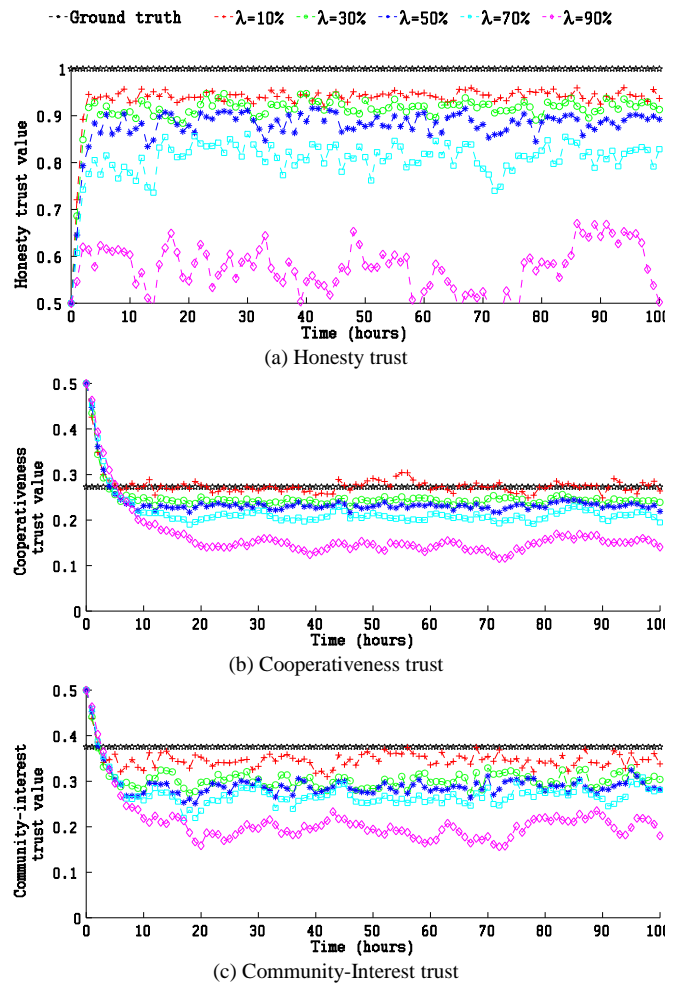 Ground truth λ=10% λ=30% λ=50% λ=70% λ=90%
1
0.9
0.8
0.7
0.6
0.5
Honesty trust value
0 10 20 30 40 50 60 70 80 90 100
Time (hours)
(a) Honesty trust
0.5
0.4
0.3
0.2
0.1
0
Cooperativeness
trust value
0 10 20 30 40 50 60 70 80 90 100
Time (hours)
(b) Cooperativeness trust
0.5
0.4
0.3
0.2
0.1
0
Community-interest
trust value
0 10 20 30 40 50 60 70 80 90 100
Time (hours)
(c) Community-Interest trust